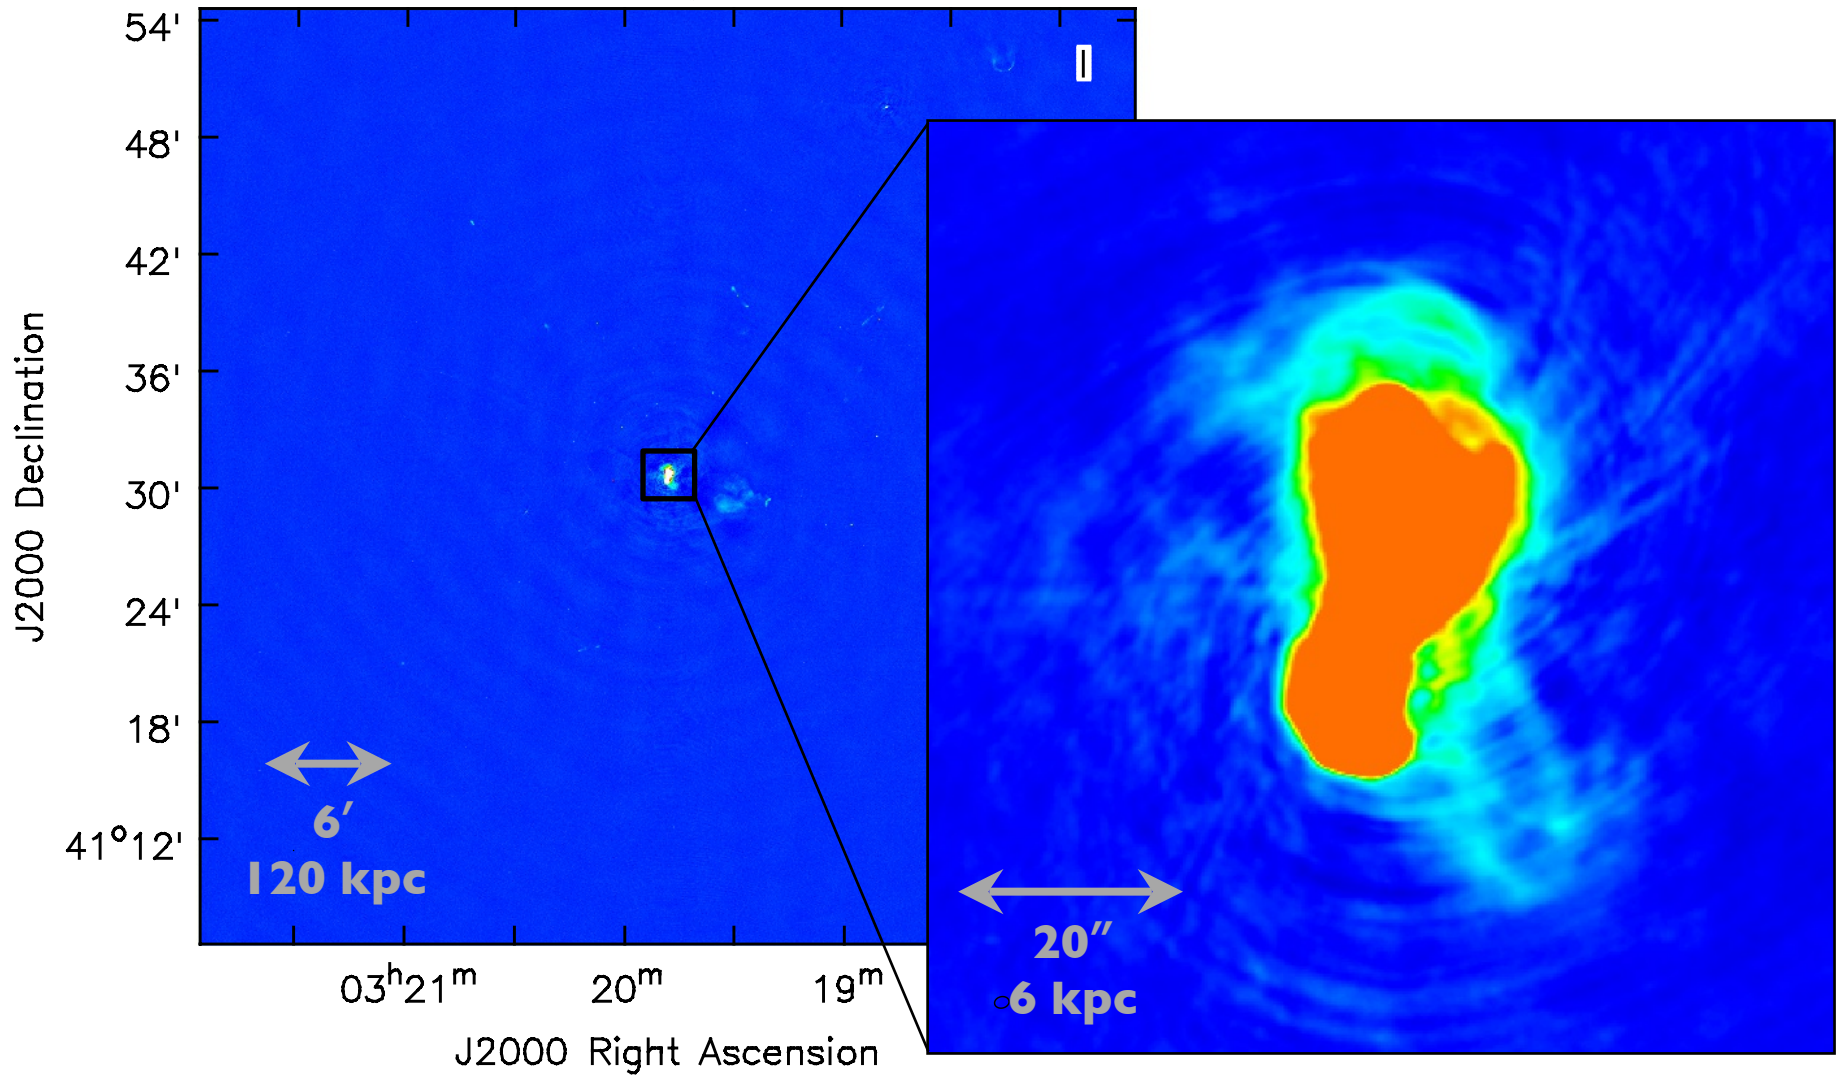 54'
I
48'
42'
36'
30'
24'
18'
41°12'
J2000 Declination
6′
120 kpc
20″
6 kpc
03ʰ21ᵐ
20ᵐ
19ᵐ
J2000 Right Ascension